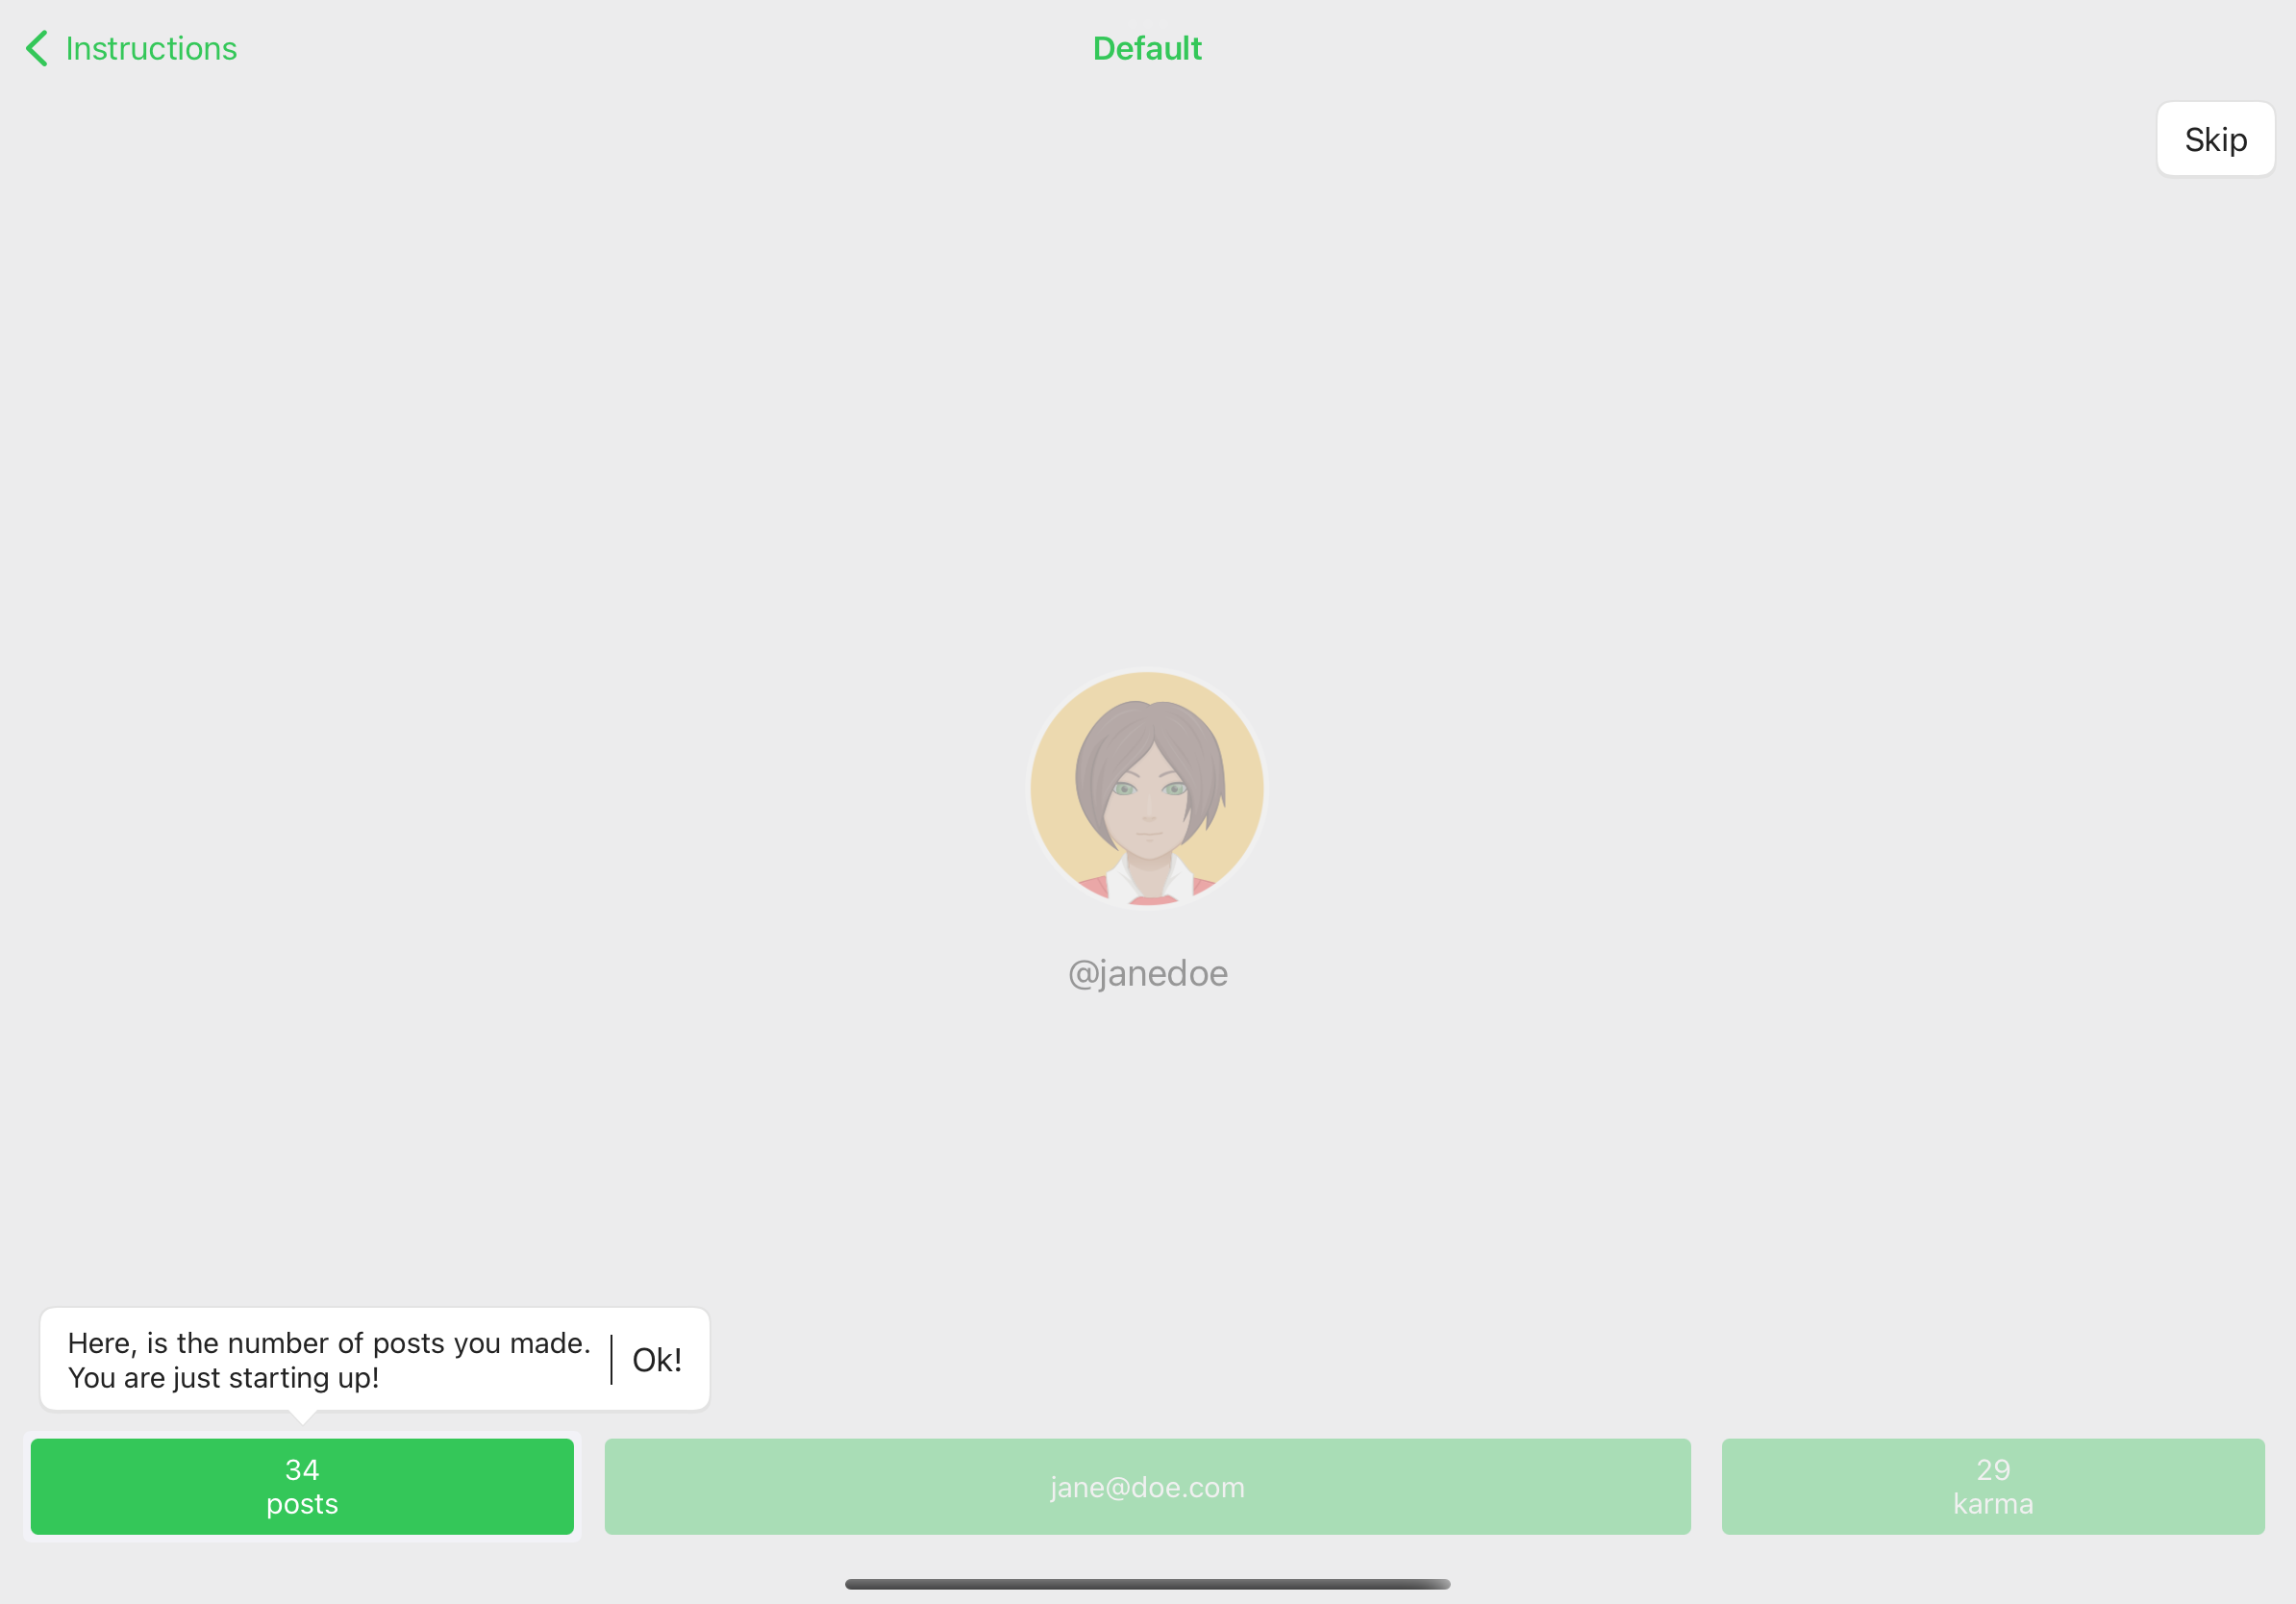 Instructions
Default
Skip
@janedoe
Here, is the number of posts you made.
You are just starting up!
Ok!
34
posts
jane@doe.com
29
karma